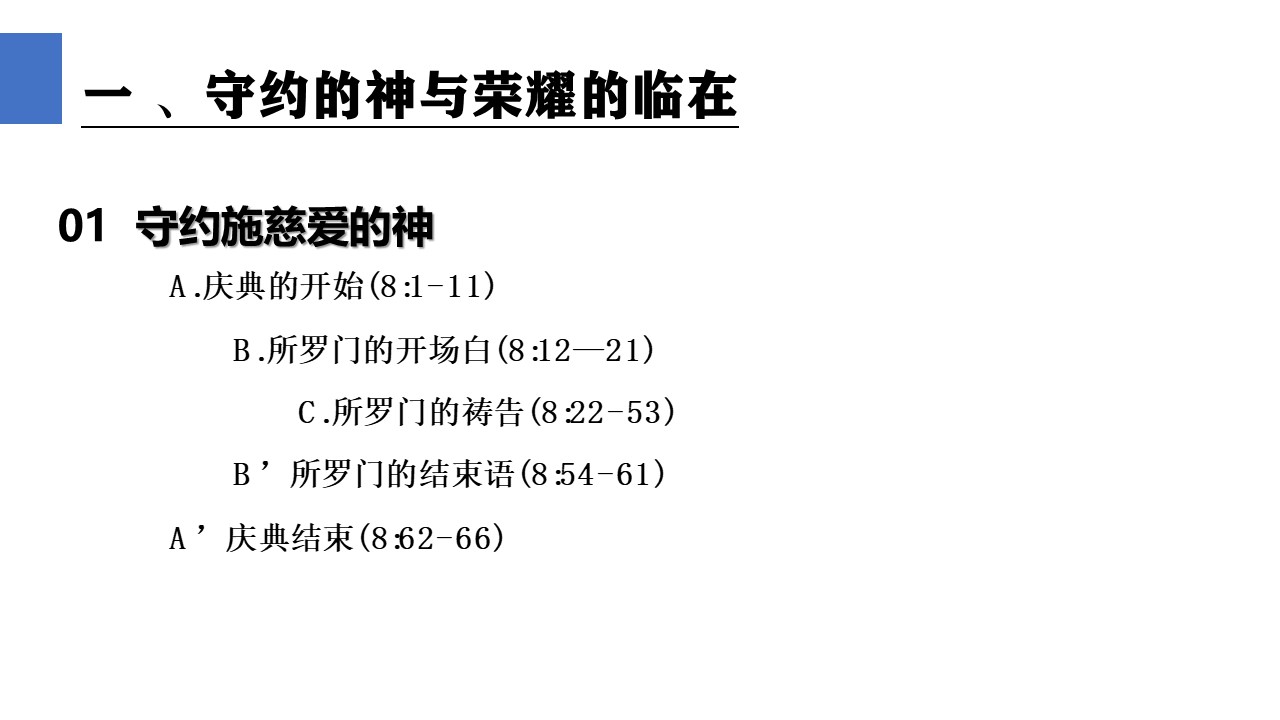 一 、守约的神与荣耀的临在
01 守约施慈爱的神
A.庆典的开始(8:1-11)
B.所罗门的开场白(8:12—21)
C.所罗门的祷告(8:22-53)
B’所罗门的结束语(8:54-61)
A’庆典结束(8:62-66)